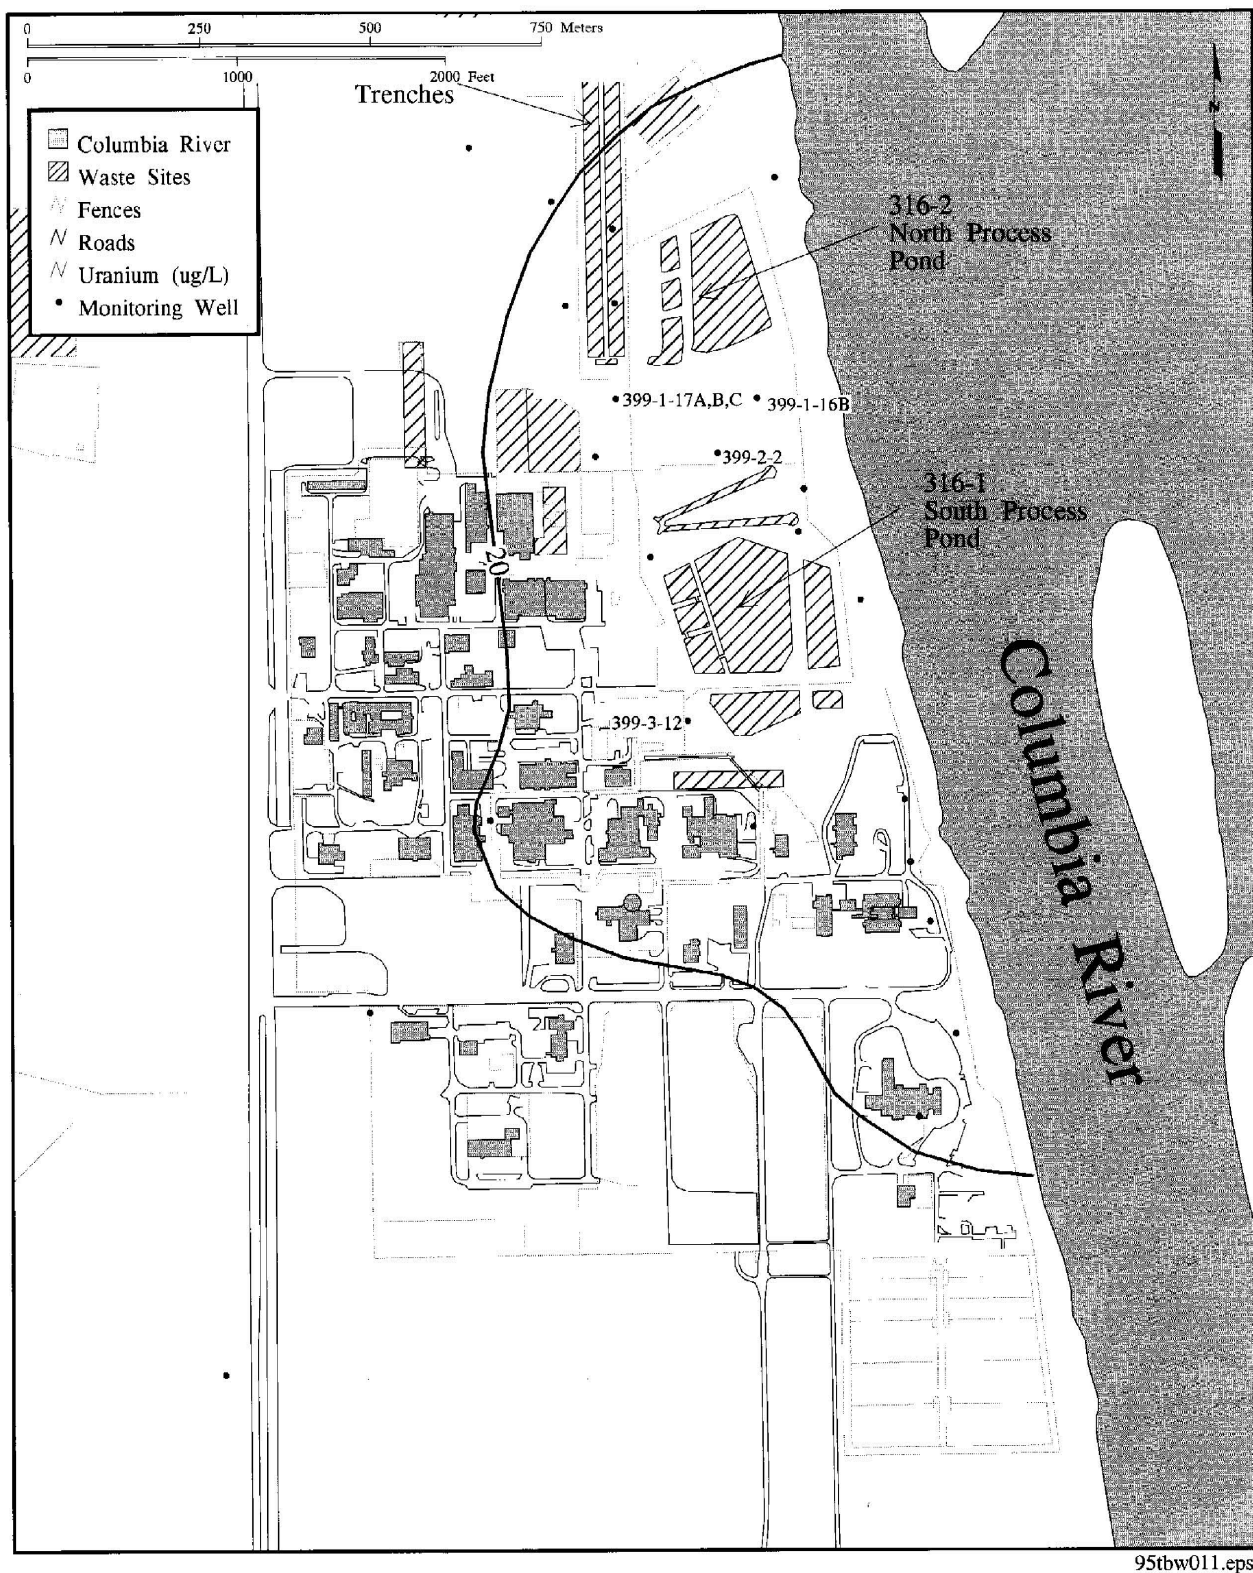 0 250 500 750 Meters
0 1000 2000 Feet
Trenches
Columbia River
Waste Sites
Fences
Roads
Uranium (ug/L)
Monitoring Well
N
316-2
North Process
Pond
399-1-17A,B,C
399-1-16B
399-2-2
316-1
South Process
Pond
20
399-3-12
Columbia River
95tbw011.eps